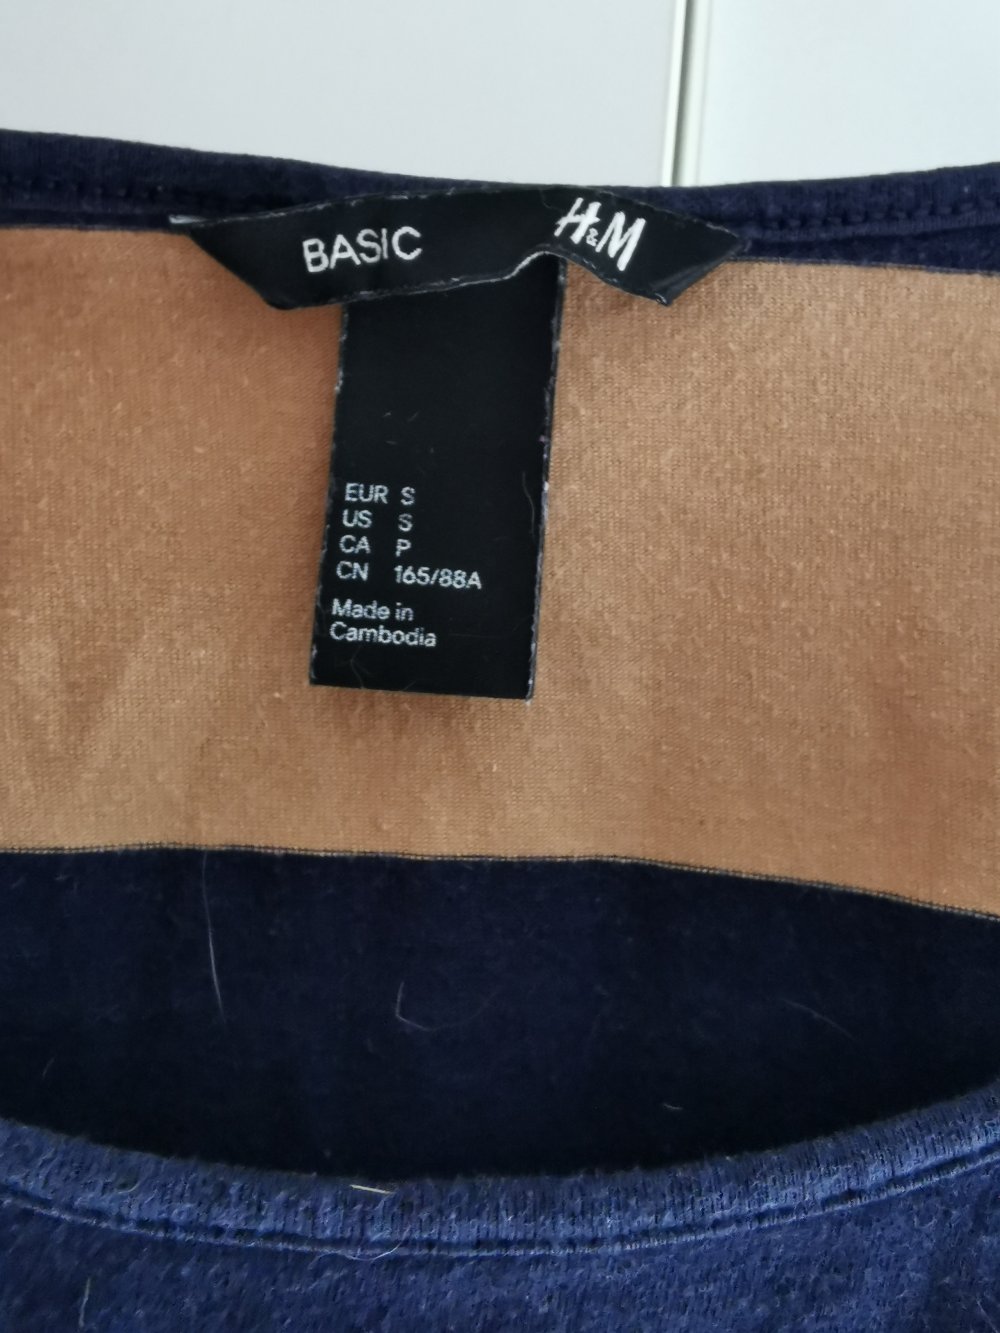 BASIC H&M
EUR S
US S
CA P
CN 165/88A
Made in
Cambodia